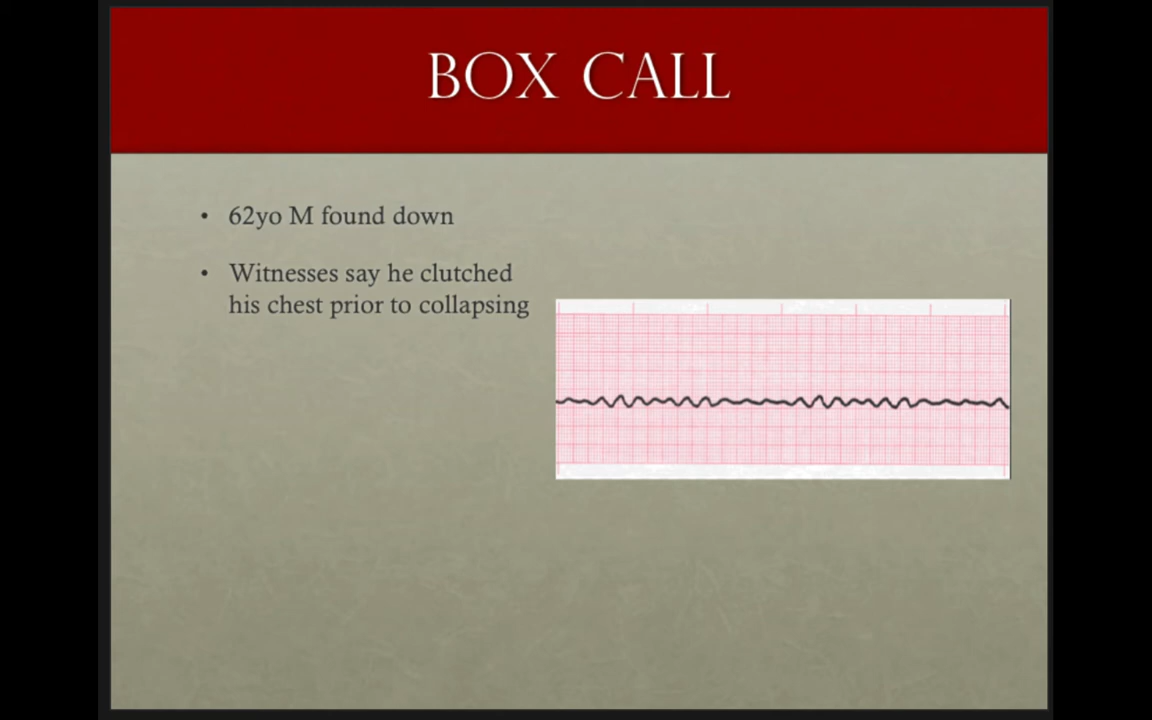 BOX CALL
• 62yo M found down
• Witnesses say he clutched
his chest prior to collapsing